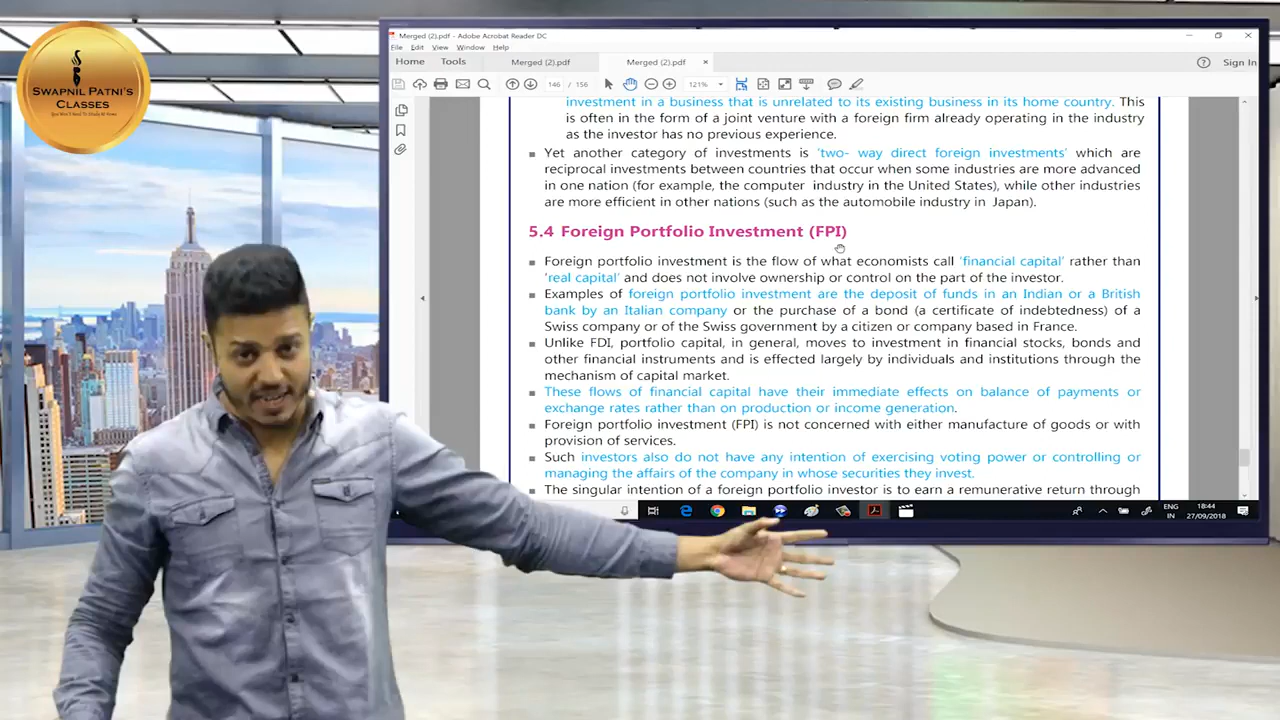 SWAPNIL PATNI'S
CLASSES
You Won't Need To Study At Home
Merged (2).pdf - Adobe Acrobat Reader DC
File Edit View Window Help
Home Tools Merged (2).pdf Merged (2).pdf × Sign In
146 / 156 121%
investment in a business that is unrelated to its existing business in its home country. This
is often in the form of a joint venture with a foreign firm already operating in the industry
as the investor has no previous experience.
▪ Yet another category of investments is 'two- way direct foreign investments' which are
reciprocal investments between countries that occur when some industries are more advanced
in one nation (for example, the computer industry in the United States), while other industries
are more efficient in other nations (such as the automobile industry in Japan).
5.4 Foreign Portfolio Investment (FPI)
▪ Foreign portfolio investment is the flow of what economists call 'financial capital' rather than
'real capital' and does not involve ownership or control on the part of the investor.
▪ Examples of foreign portfolio investment are the deposit of funds in an Indian or a British
bank by an Italian company or the purchase of a bond (a certificate of indebtedness) of a
Swiss company or of the Swiss government by a citizen or company based in France.
▪ Unlike FDI, portfolio capital, in general, moves to investment in financial stocks, bonds and
other financial instruments and is effected largely by individuals and institutions through the
mechanism of capital market.
▪ These flows of financial capital have their immediate effects on balance of payments or
exchange rates rather than on production or income generation.
▪ Foreign portfolio investment (FPI) is not concerned with either manufacture of goods or with
provision of services.
▪ Such investors also do not have any intention of exercising voting power or controlling or
managing the affairs of the company in whose securities they invest.
▪ The singular intention of a foreign portfolio investor is to earn a remunerative return through
ENG 18:44
IN 27/09/2018